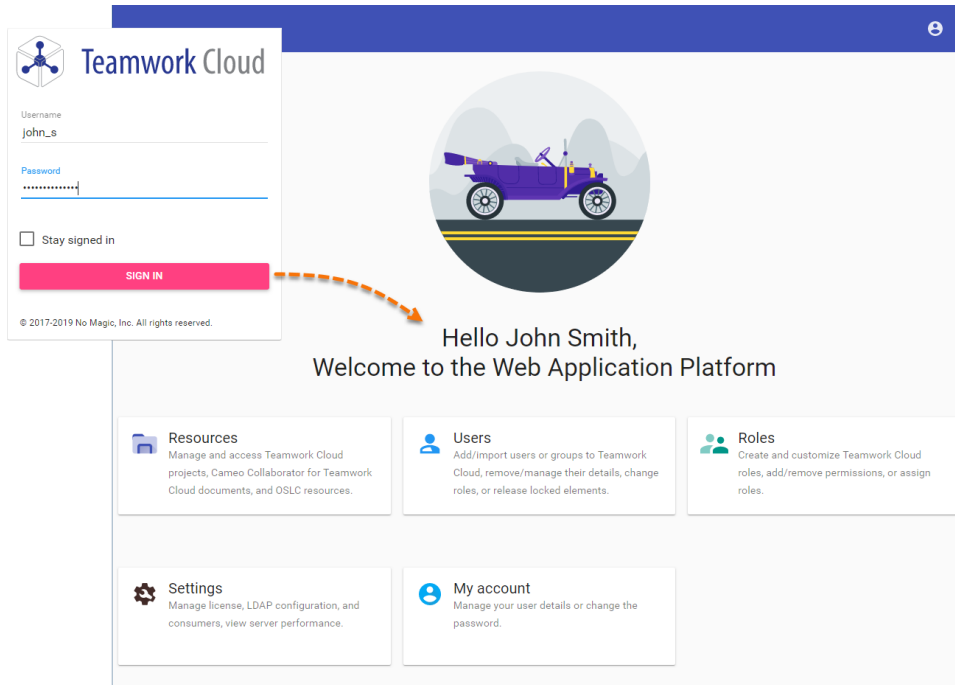 Teamwork Cloud
Username
john_s
Password
••••••••••••••
Stay signed in
SIGN IN
© 2017-2019 No Magic, Inc. All rights reserved.
Hello John Smith,
Welcome to the Web Application Platform
Resources
Manage and access Teamwork Cloud
projects, Cameo Collaborator for Teamwork
Cloud documents, and OSLC resources.
Users
Add/import users or groups to Teamwork
Cloud, remove/manage their details, change
roles, or release locked elements.
Roles
Create and customize Teamwork Cloud
roles, add/remove permissions, or assign
roles.
Settings
Manage license, LDAP configuration, and
consumers, view server performance.
My account
Manage your user details or change the
password.